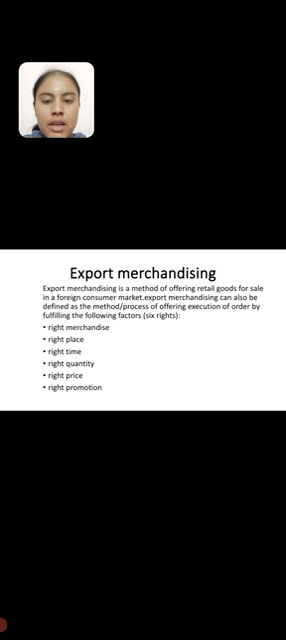 Export merchandising
Export merchandising is a method of offering retail goods for sale
in a foreign consumer market.export merchandising can also be
defined as the method/process of offering execution of order by
fulfilling the following factors (six rights):
• right merchandise
• right place
• right time
• right quantity
• right price
• right promotion